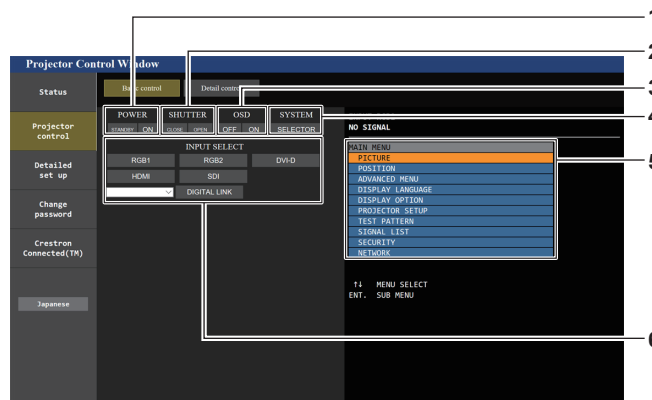 1
Projector Control Window
2
Status
Basic control
Detail control
3
POWER
SHUTTER
OSD
SYSTEM
4
STANDBY
ON
CLOSE
OPEN
OFF
ON
SELECTOR
Projector
control
NO SIGNAL
INPUT SELECT
RGB1
RGB2
DVI-D
HDMI
SDI
DIGITAL LINK
MAIN MENU
PICTURE
5
POSITION
ADVANCED MENU
DISPLAY LANGUAGE
DISPLAY OPTION
PROJECTOR SETUP
TEST PATTERN
SIGNAL LIST
SECURITY
NETWORK
Detailed
set up
Change
password
Crestron
Connected(TM)
↑↓ MENU SELECT
ENT. SUB MENU
Japanese
6